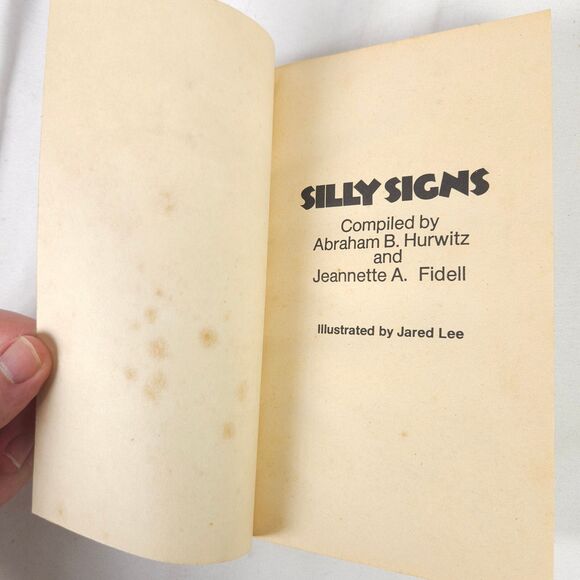 SILLY SIGNS
Compiled by
Abraham B. Hurwitz
and
Jeannette A. Fidell
Illustrated by Jared Lee